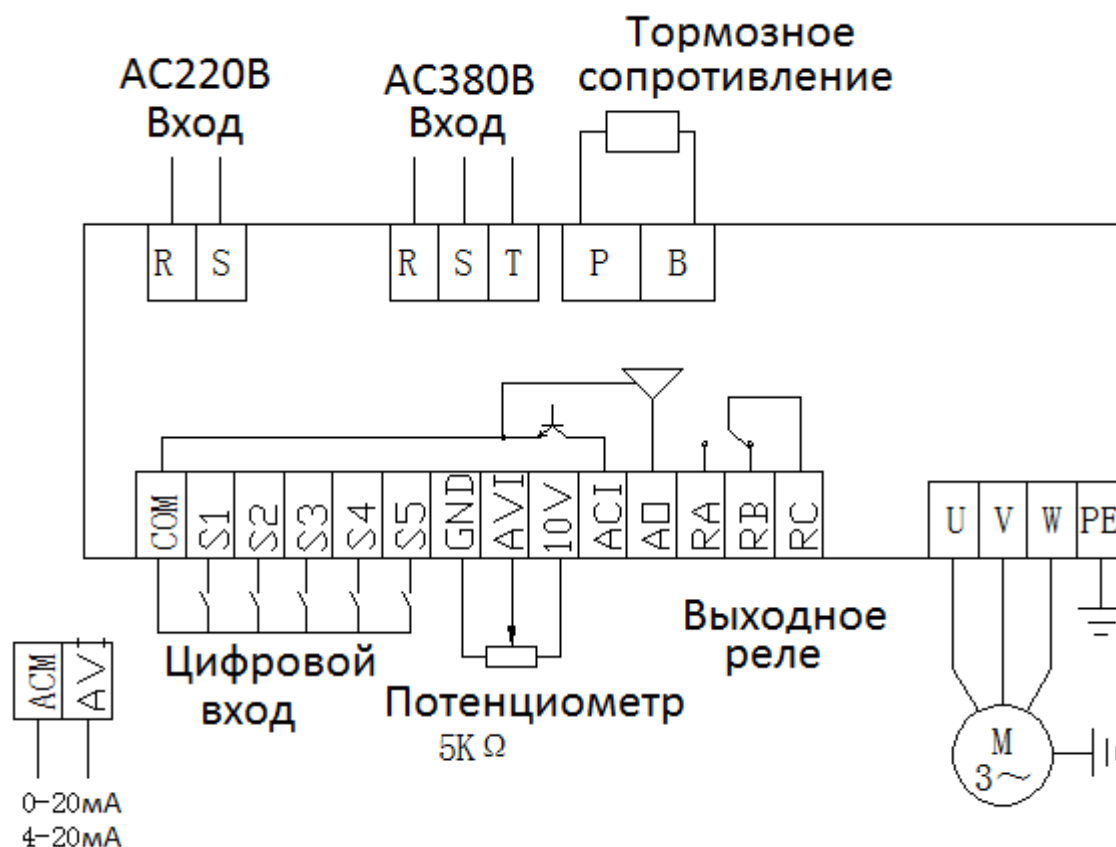 Тормозное
сопротивление
АС220В
Вход
АС380В
Вход
R S
R S T
P B
COM S1 S2 S3 S4 S5 GND AVI 10V ACI AO RA RB RC
U V W PE
Цифровой
вход
Потенциометр
5K Ω
Выходное
реле
ACM AV
0-20мА
4-20мА
M
3~